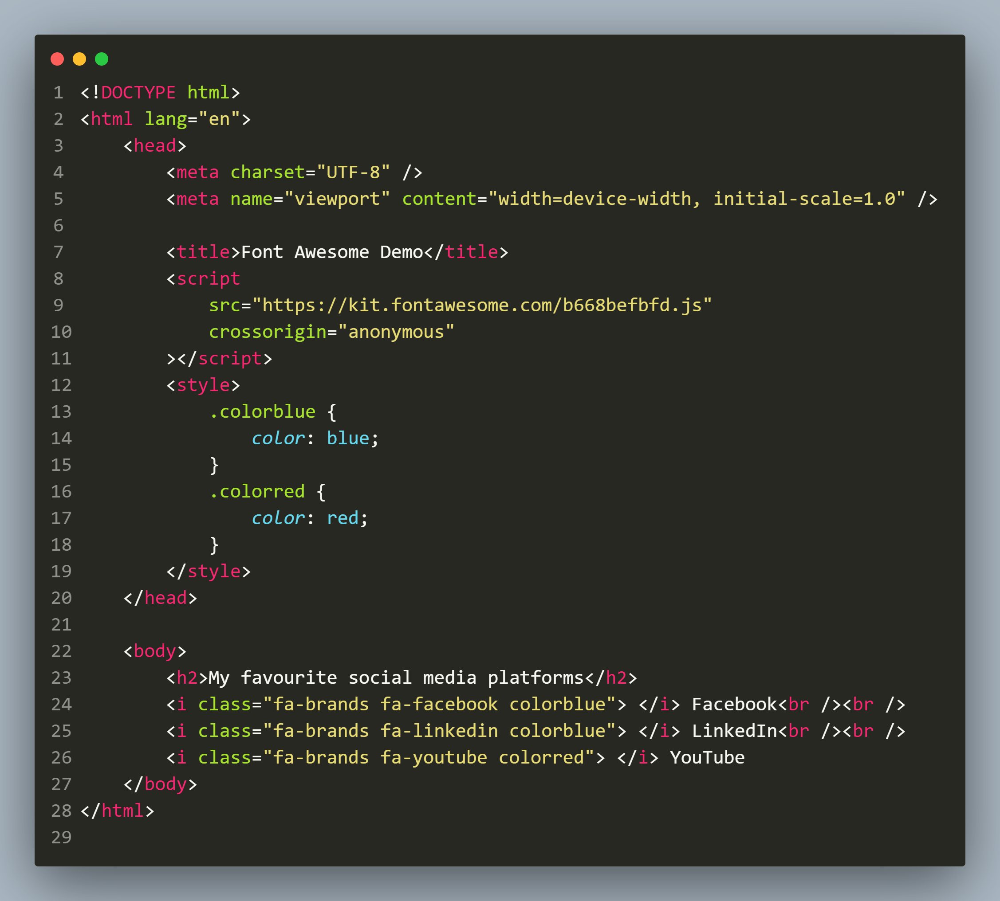 1 <!DOCTYPE html>
2 <html lang="en">
3     <head>
4         <meta charset="UTF-8" />
5         <meta name="viewport" content="width=device-width, initial-scale=1.0" />
6
7         <title>Font Awesome Demo</title>
8         <script
9             src="https://kit.fontawesome.com/b668befbfd.js"
10             crossorigin="anonymous"
11         ></script>
12         <style>
13             .colorblue {
14                 color: blue;
15             }
16             .colorred {
17                 color: red;
18             }
19         </style>
20     </head>
21
22     <body>
23         <h2>My favourite social media platforms</h2>
24         <i class="fa-brands fa-facebook colorblue"> </i> Facebook<br /><br />
25         <i class="fa-brands fa-linkedin colorblue"> </i> LinkedIn<br /><br />
26         <i class="fa-brands fa-youtube colorred"> </i> YouTube
27     </body>
28 </html>
29